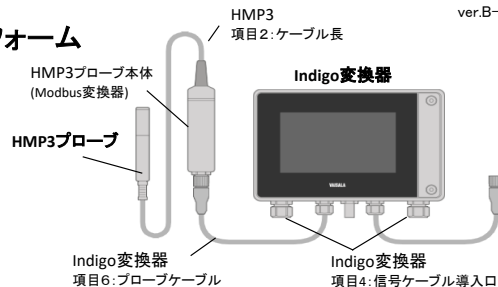 HMP3
項目2:ケーブル長
ver.B-
フォーム
HMP3プローブ本体
(Modbus変換器)
Indigo変換器
HMP3プローブ
VAISALA
Indigo変換器
項目6:プローブケーブル
Indigo変換器
項目4:信号ケーブル導入口